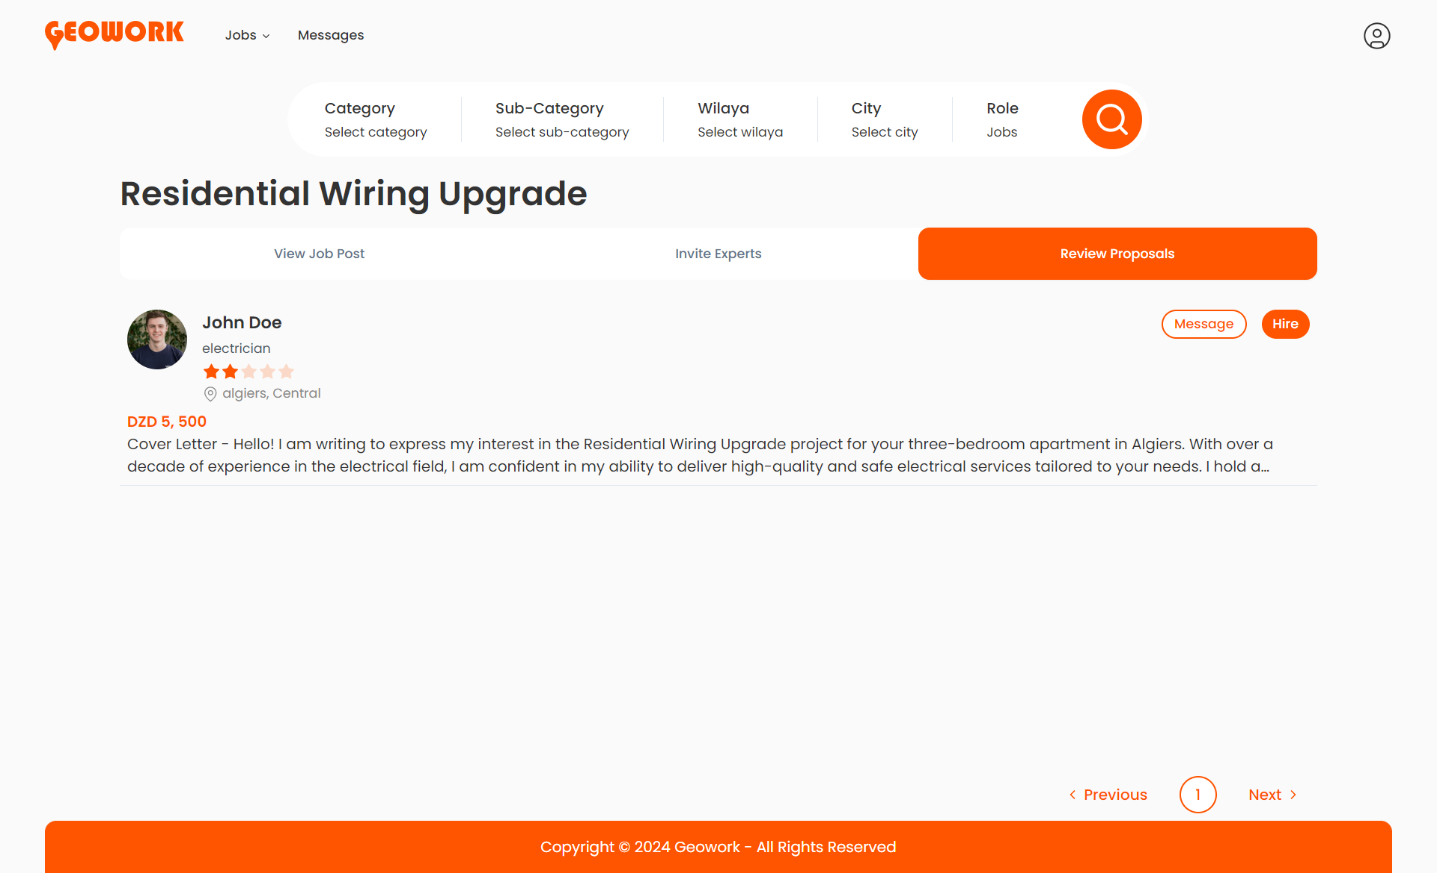 GEOWORK
Jobs
Messages
Category
Select category
Sub-Category
Select sub-category
Wilaya
Select wilaya
City
Select city
Role
Jobs
Residential Wiring Upgrade
View Job Post
Invite Experts
Review Proposals
John Doe
electrician
algiers, Central
Message
Hire
DZD 5, 500
Cover Letter - Hello! I am writing to express my interest in the Residential Wiring Upgrade project for your three-bedroom apartment in Algiers. With over a
decade of experience in the electrical field, I am confident in my ability to deliver high-quality and safe electrical services tailored to your needs. I hold a...
Previous
1
Next
Copyright © 2024 Geowork - All Rights Reserved